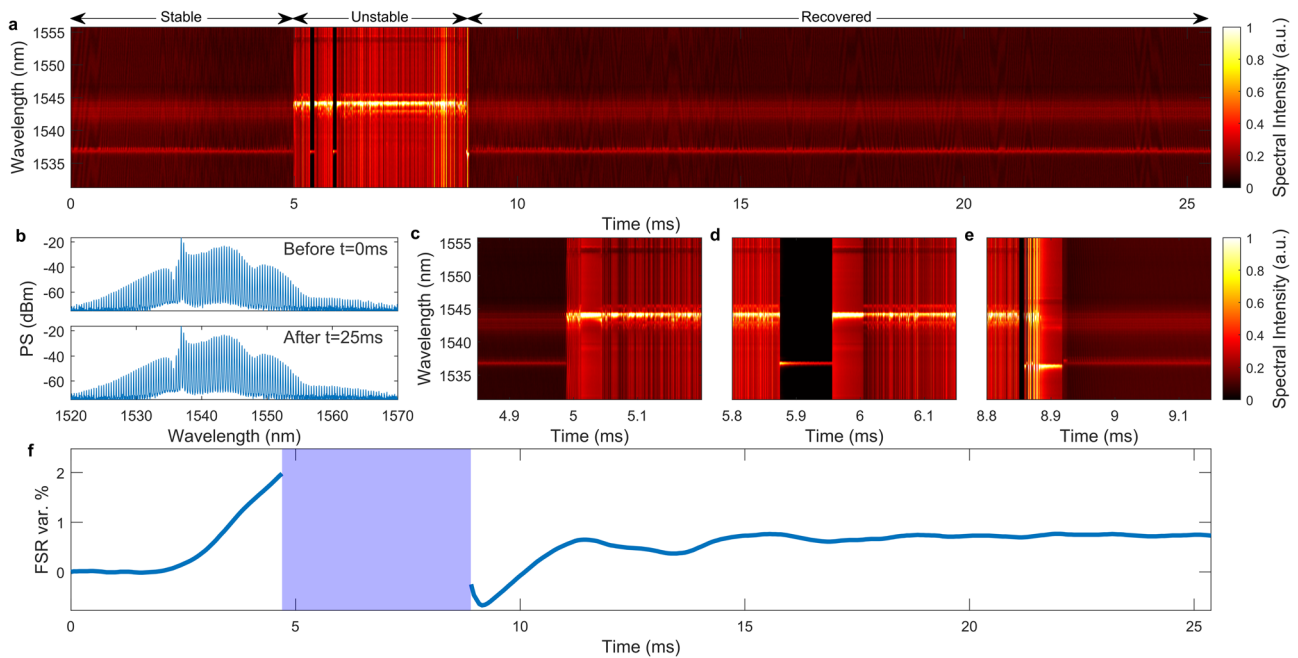 Stable Unstable Recovered
a
1555
1550
1545
1540
1535
Wavelength (nm)
0 5 10 15 20 25
Time (ms)
1
0.8
0.6
0.4
0.2
0
Spectral Intensity (a.u.)
b
-20
-40
-60
Before t=0ms
-20
-40
-60
After t=25ms
PS (dBm)
1520 1530 1540 1550 1560 1570
Wavelength (nm)
c
1555
1550
1545
1540
1535
Wavelength (nm)
4.9 5 5.1
Time (ms)
d
5.8 5.9 6 6.1
Time (ms)
e
8.8 8.9 9 9.1
Time (ms)
1
0.8
0.6
0.4
0.2
0
Spectral Intensity (a.u.)
f
2
1
0
FSR var. %
0 5 10 15 20 25
Time (ms)